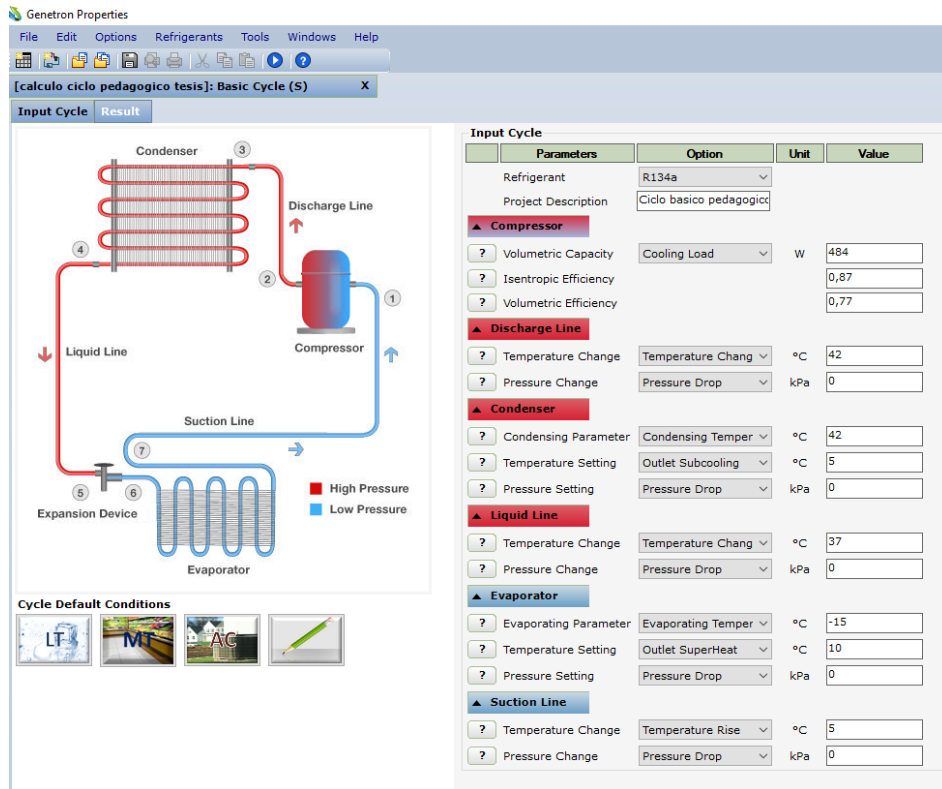 Genetron Properties
File Edit Options Refrigerants Tools Windows Help
[calculo ciclo pedagogico tesis]: Basic Cycle (S) X
Input Cycle Result
Condenser
3
Discharge Line
4
2
1
Liquid Line
Compressor
Suction Line
7
5 6
Expansion Device
High Pressure
Low Pressure
Evaporator
Cycle Default Conditions
LT MT AC
Input Cycle
Parameters Option Unit Value
Refrigerant R134a
Project Description Ciclo basico pedagogicc
Compressor
? Volumetric Capacity Cooling Load W 484
? Isentropic Efficiency 0,87
? Volumetric Efficiency 0,77
Discharge Line
? Temperature Change Temperature Chang °C 42
? Pressure Change Pressure Drop kPa 0
Condenser
? Condensing Parameter Condensing Temper °C 42
? Temperature Setting Outlet Subcooling °C 5
? Pressure Setting Pressure Drop kPa 0
Liquid Line
? Temperature Change Temperature Chang °C 37
? Pressure Change Pressure Drop kPa 0
Evaporator
? Evaporating Parameter Evaporating Temper °C -15
? Temperature Setting Outlet SuperHeat °C 10
? Pressure Setting Pressure Drop kPa 0
Suction Line
? Temperature Change Temperature Rise °C 5
? Pressure Change Pressure Drop kPa 0